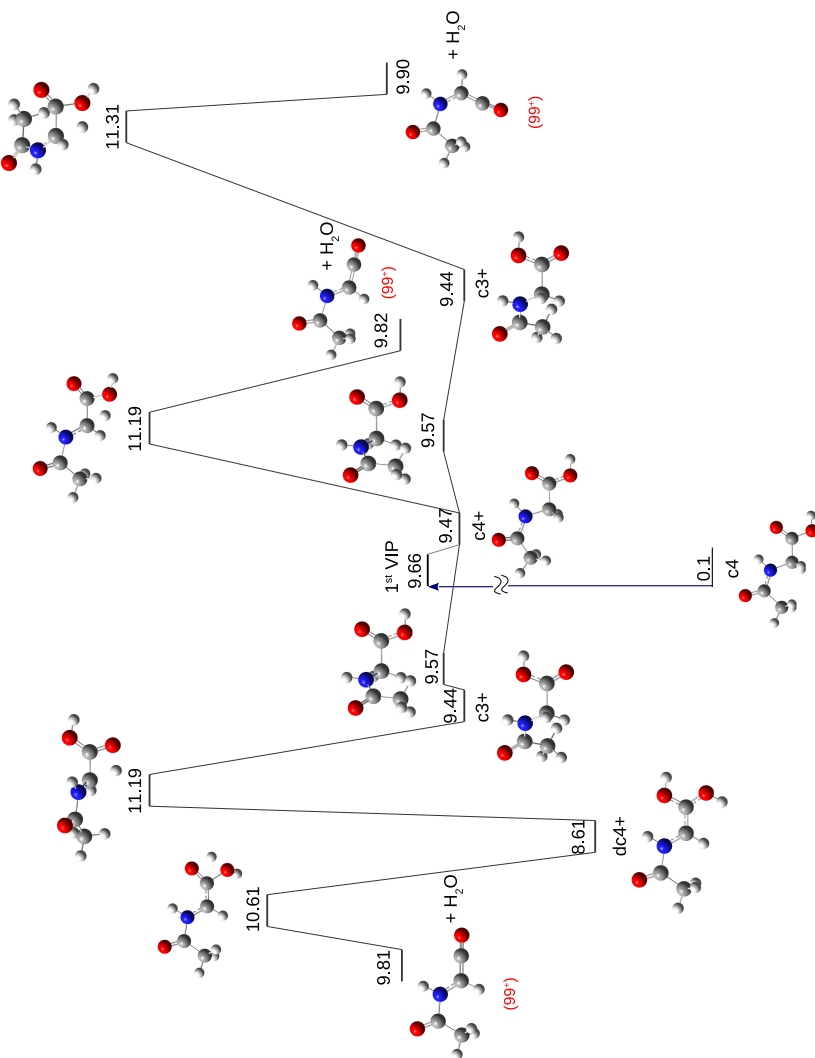 11.31
11.19
11.19
10.61
+ H₂O
9.82
(99⁺)
9.81
1ˢᵗ VIP
9.90
9.66
9.57
9.57
9.44
9.47
9.44
+ H₂O
+ H₂O
c3+
c4+
c3+
(99⁺)
(99⁺)
8.61
dc4+
0.1
c4